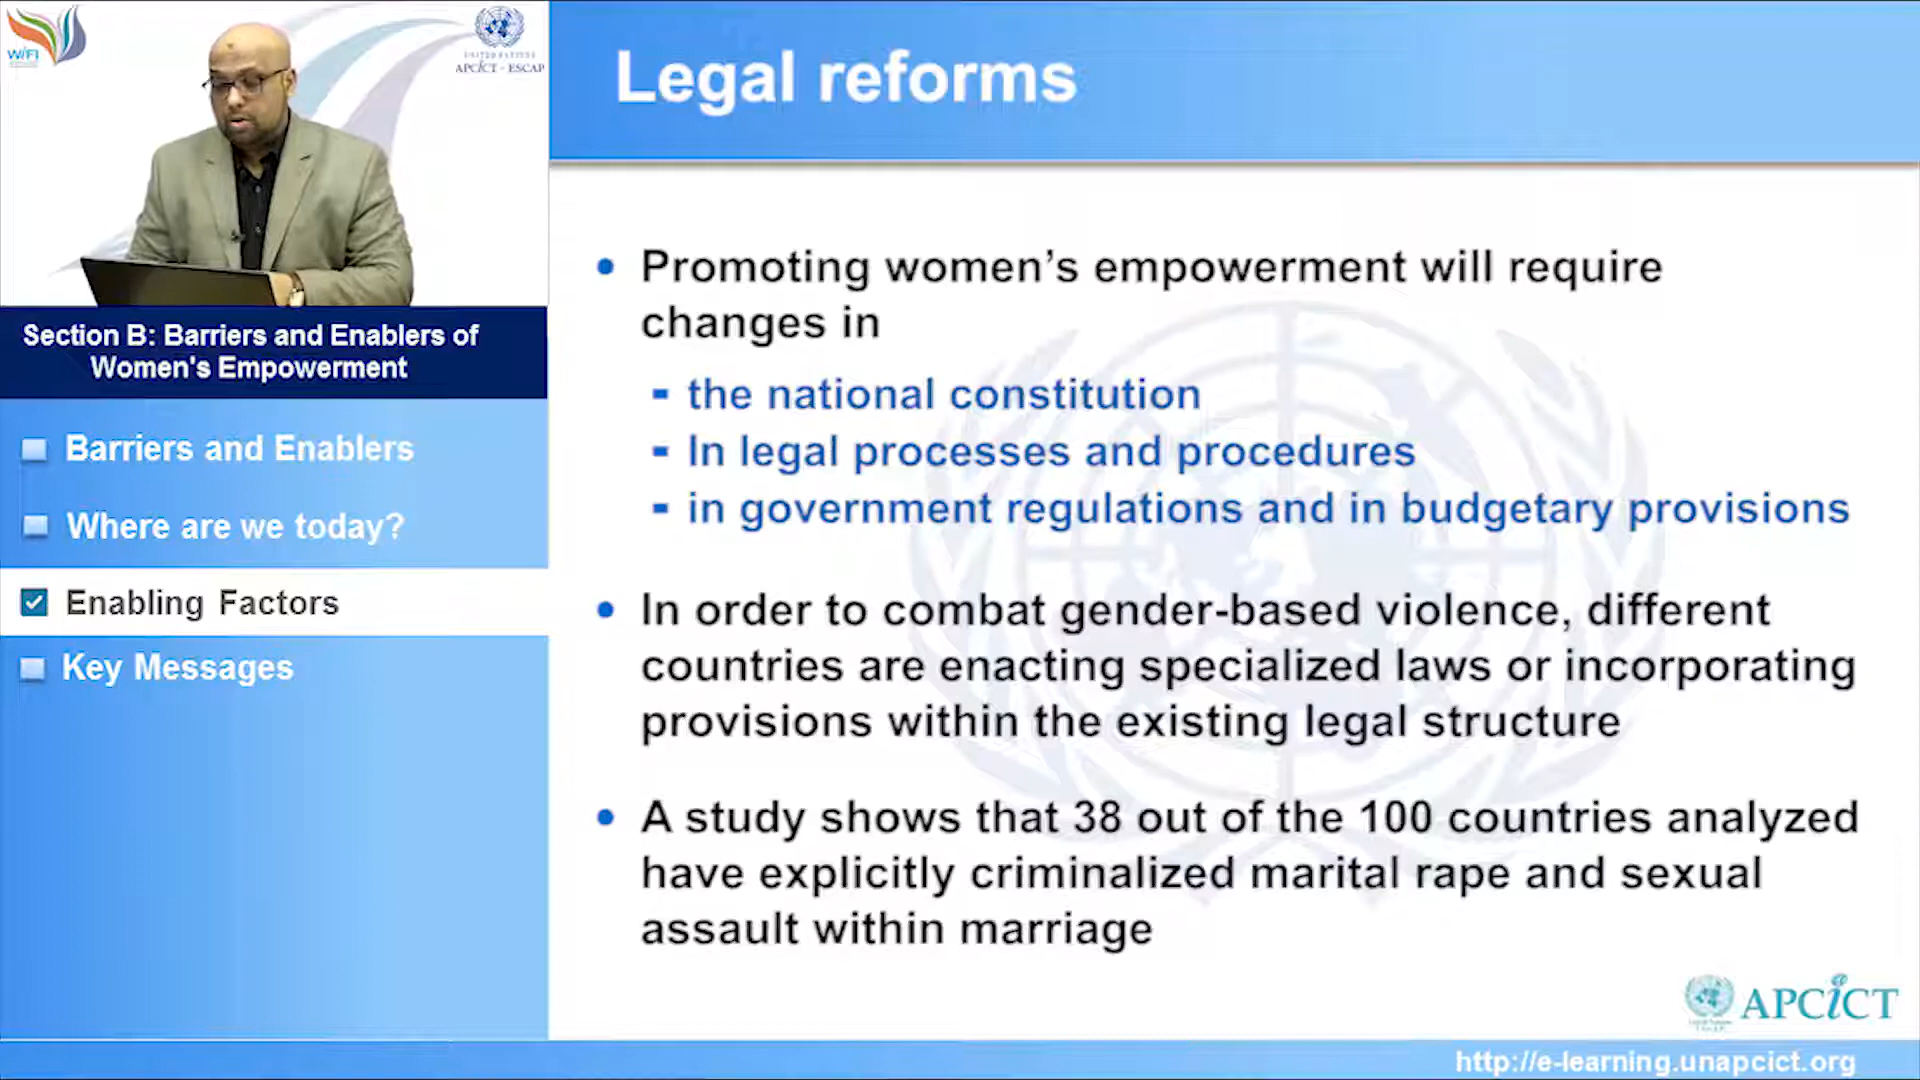 WIFI
UNITED NATIONS
APCICT - ESCAP
Legal reforms
Section B: Barriers and Enablers of
Women's Empowerment
Barriers and Enablers
Where are we today?
Enabling Factors
Key Messages
• Promoting women’s empowerment will require
changes in
- the national constitution
- In legal processes and procedures
- in government regulations and in budgetary provisions
• In order to combat gender-based violence, different
countries are enacting specialized laws or incorporating
provisions within the existing legal structure
• A study shows that 38 out of the 100 countries analyzed
have explicitly criminalized marital rape and sexual
assault within marriage
APCICT
http://e-learning.unapcict.org